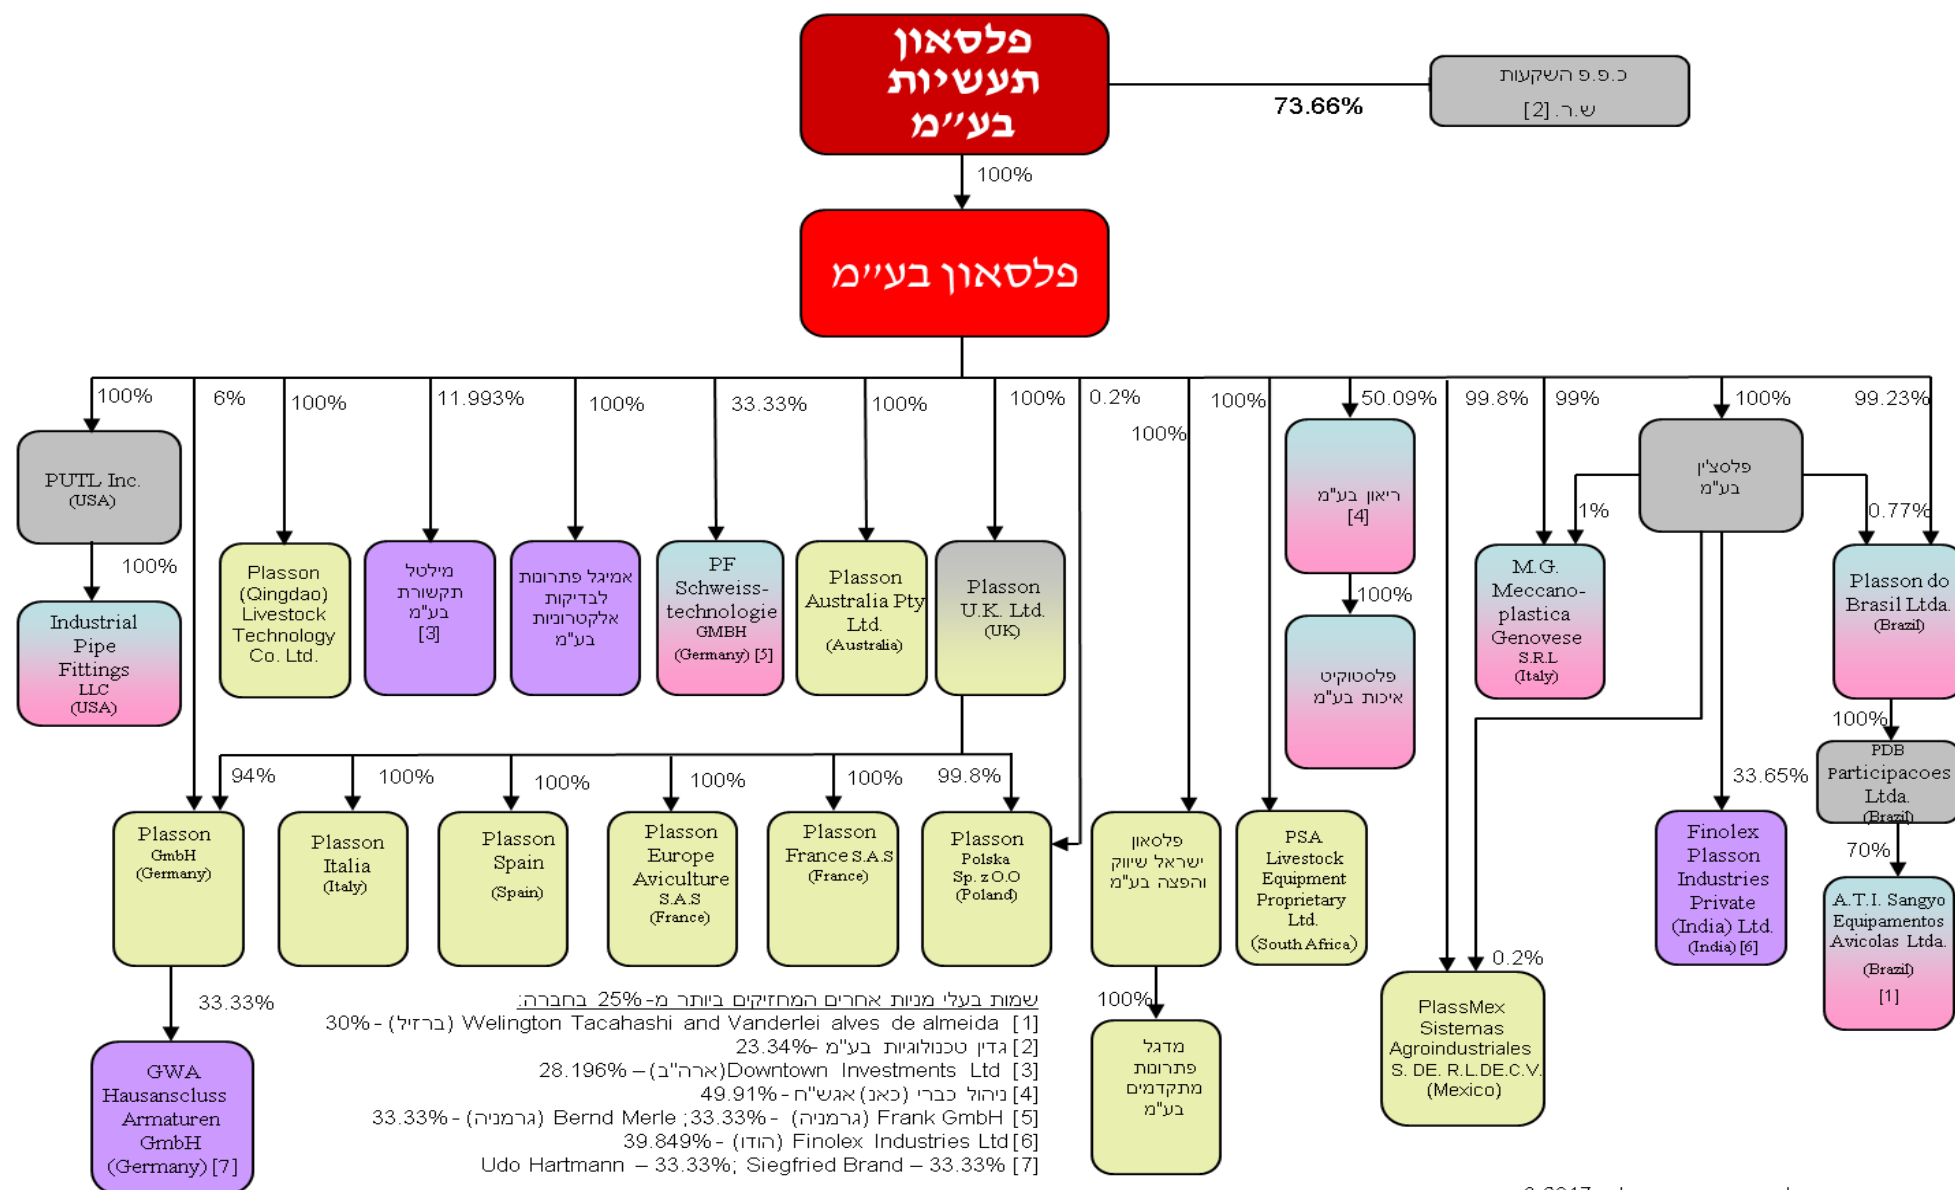 פלסאון
תעשיות
בע״מ
כ.פ.פ השקעות
ש.ר. [2]
73.66%
100%
פלסאון בע״מ
100%
6%
100%
11.993%
100%
33.33%
100%
100%
0.2%
100%
100%
50.09%
99.8%
99%
100%
99.23%
PUTL Inc.
(USA)
100%
Industrial
Pipe
Fittings
LLC
(USA)
Plasson
(Qingdao)
Livestock
Technology
Co. Ltd.
מילטל
תקשורת
בע"מ
[3]
אמיגל פתרונות
לבדיקות
אלקטרוניות
בע"מ
PF
Schweiss-
technologie
GMBH
(Germany) [5]
Plasson
Australia Pty
Ltd.
(Australia)
Plasson
U.K. Ltd.
(UK)
ריאון בע"מ
[4]
100%
פלסטוקיט
איכות בע"מ
פלסצ'ין
בע"מ
1%
0.77%
M.G.
Meccano-
plastica
Genovese
S.R.L
(Italy)
Plasson do
Brasil Ltda.
(Brazil)
100%
PDB
Participacoes
Ltda.
(Brazil)
70%
A.T.I. Sangyo
Equipamentos
Avicolas Ltda.
(Brazil)
[1]
33.65%
Finolex
Plasson
Industries
Private
(India) Ltd.
(India) [6]
94%
100%
100%
100%
100%
99.8%
Plasson
GmbH
(Germany)
Plasson
Italia
(Italy)
Plasson
Spain
(Spain)
Plasson
Europe
Aviculture
S.A.S
(France)
Plasson
France S.A.S
(France)
Plasson
Polska
Sp. z O.O
(Poland)
פלסאון
ישראל שיווק
והפצה בע"מ
PSA
Livestock
Equipment
Proprietary
Ltd.
(South Africa)
0.2%
PlassMex
Sistemas
Agroindustriales
S. DE. R.L.DE.C.V.
(Mexico)
33.33%
GWA
Hausanscluss
Armaturen
GmbH
(Germany) [7]
100%
מדגל
פתרונות
מתקדמים
בע"מ
שמות בעלי מניות אחרים המחזיקים ביותר מ- 25% בחברה:
[1] Welington Tacahashi and Vanderlei alves de almeida (ברזיל) - 30%
[2] גדין טכנולוגיות בע"מ - 23.34%
[3] Downtown Investments Ltd (ארה"ב) – 28.196%
[4] ניהול כברי (כאן) אגש"ח - 49.91%
[5] Frank GmbH (גרמניה) - 33.33%; Bernd Merle (גרמניה) - 33.33%
[6] Finolex Industries Ltd (הודו) - 39.849%
[7] Udo Hartmann – 33.33%; Siegfried Brand – 33.33%